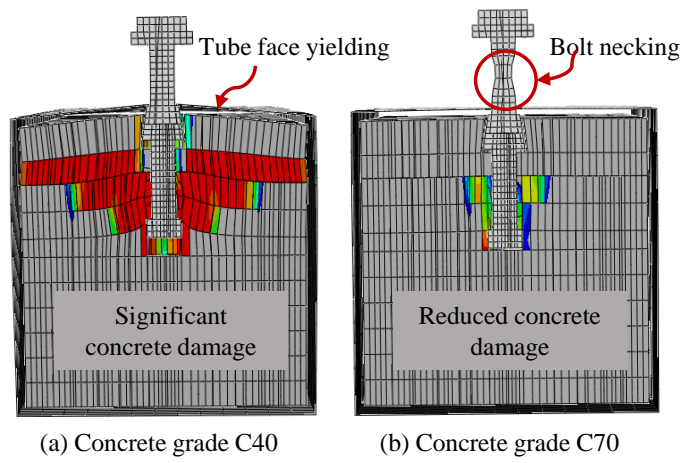 Tube face yielding
Bolt necking
Significant
concrete damage
Reduced concrete
damage
(a) Concrete grade C40
(b) Concrete grade C70